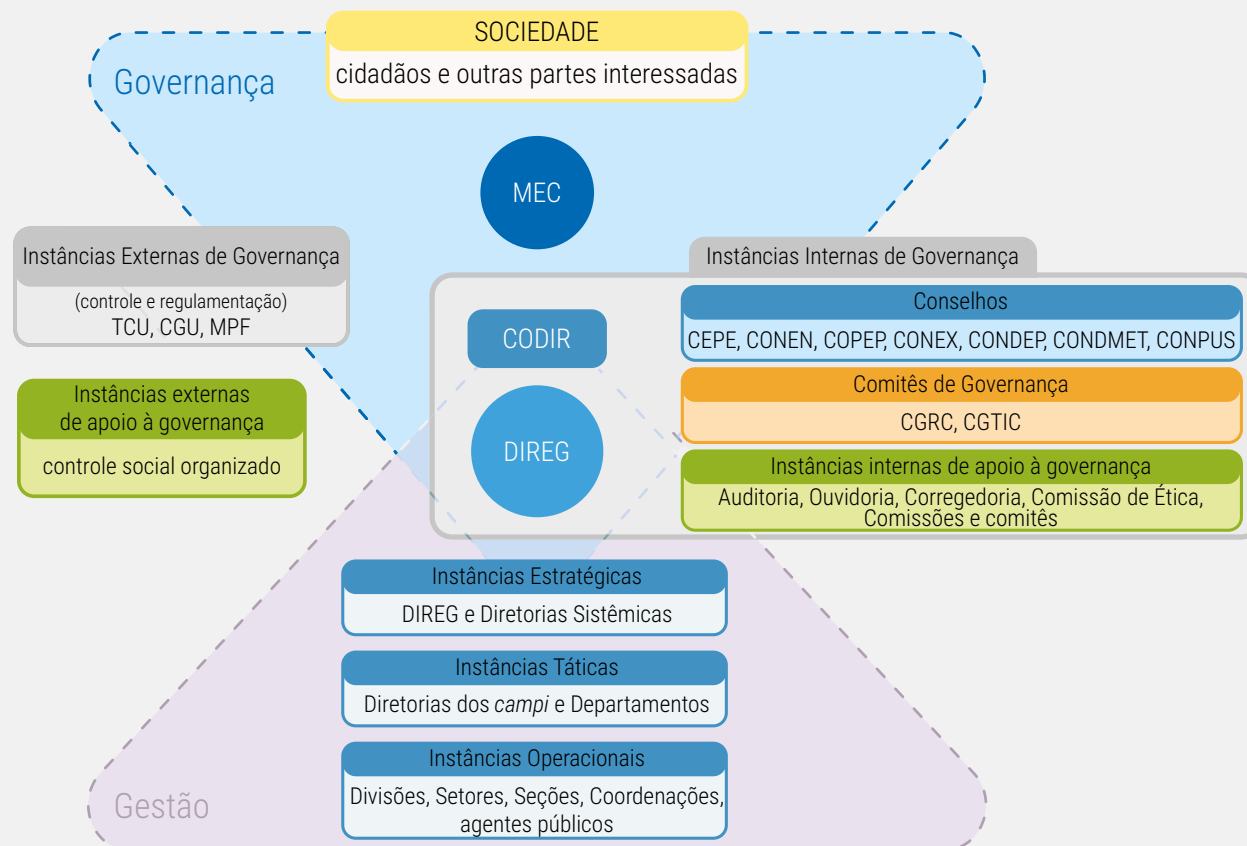 SOCIEDADE
cidadãos e outras partes interessadas
Governança
MEC
Instâncias Externas de Governança
(controle e regulamentação)
TCU, CGU, MPF
Instâncias externas
de apoio à governança
controle social organizado
Instâncias Internas de Governança
CODIR
DIREG
Conselhos
CEPE, CONEN, COPEP, CONEX, CONDEP, CONDMET, CONPUS
Comitês de Governança
CGRC, CGTIC
Instâncias internas de apoio à governança
Auditoria, Ouvidoria, Corregedoria, Comissão de Ética,
Comissões e comitês
Instâncias Estratégicas
DIREG e Diretorias Sistêmicas
Instâncias Táticas
Diretorias dos campi e Departamentos
Instâncias Operacionais
Divisões, Setores, Seções, Coordenações,
agentes públicos
Gestão